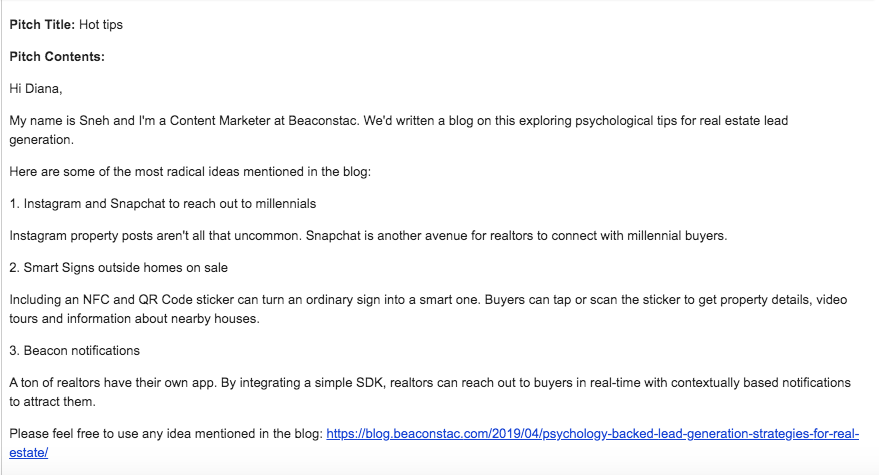 Pitch Title: Hot tips
Pitch Contents:
Hi Diana,
My name is Sneh and I'm a Content Marketer at Beaconstac. We'd written a blog on this exploring psychological tips for real estate lead
generation.
Here are some of the most radical ideas mentioned in the blog:
1. Instagram and Snapchat to reach out to millennials
Instagram property posts aren't all that uncommon. Snapchat is another avenue for realtors to connect with millennial buyers.
2. Smart Signs outside homes on sale
Including an NFC and QR Code sticker can turn an ordinary sign into a smart one. Buyers can tap or scan the sticker to get property details, video
tours and information about nearby houses.
3. Beacon notifications
A ton of realtors have their own app. By integrating a simple SDK, realtors can reach out to buyers in real-time with contextually based notifications
to attract them.
Please feel free to use any idea mentioned in the blog: https://blog.beaconstac.com/2019/04/psychology-backed-lead-generation-strategies-for-real-
estate/